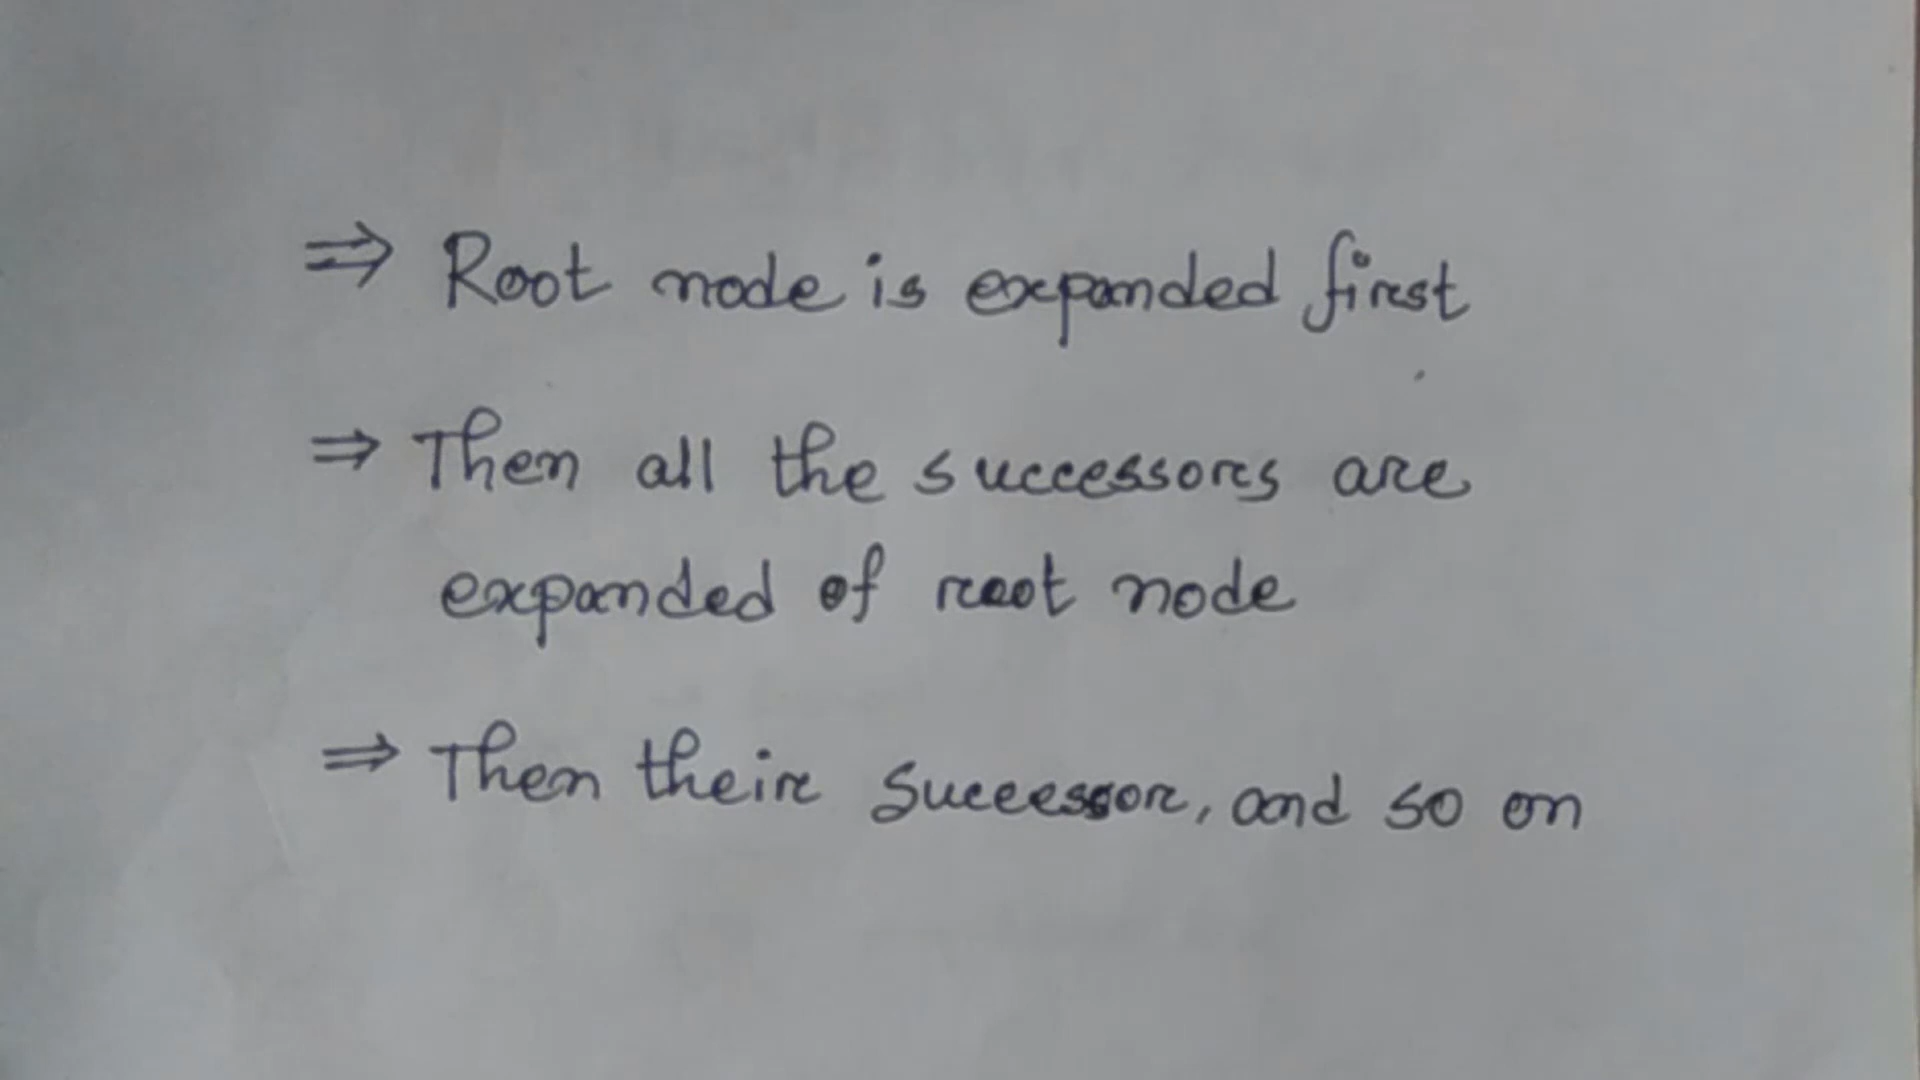 ⇒ Root node is expanded first
⇒ Then all the successors are
expanded of root node
⇒ Then their successor, and so on